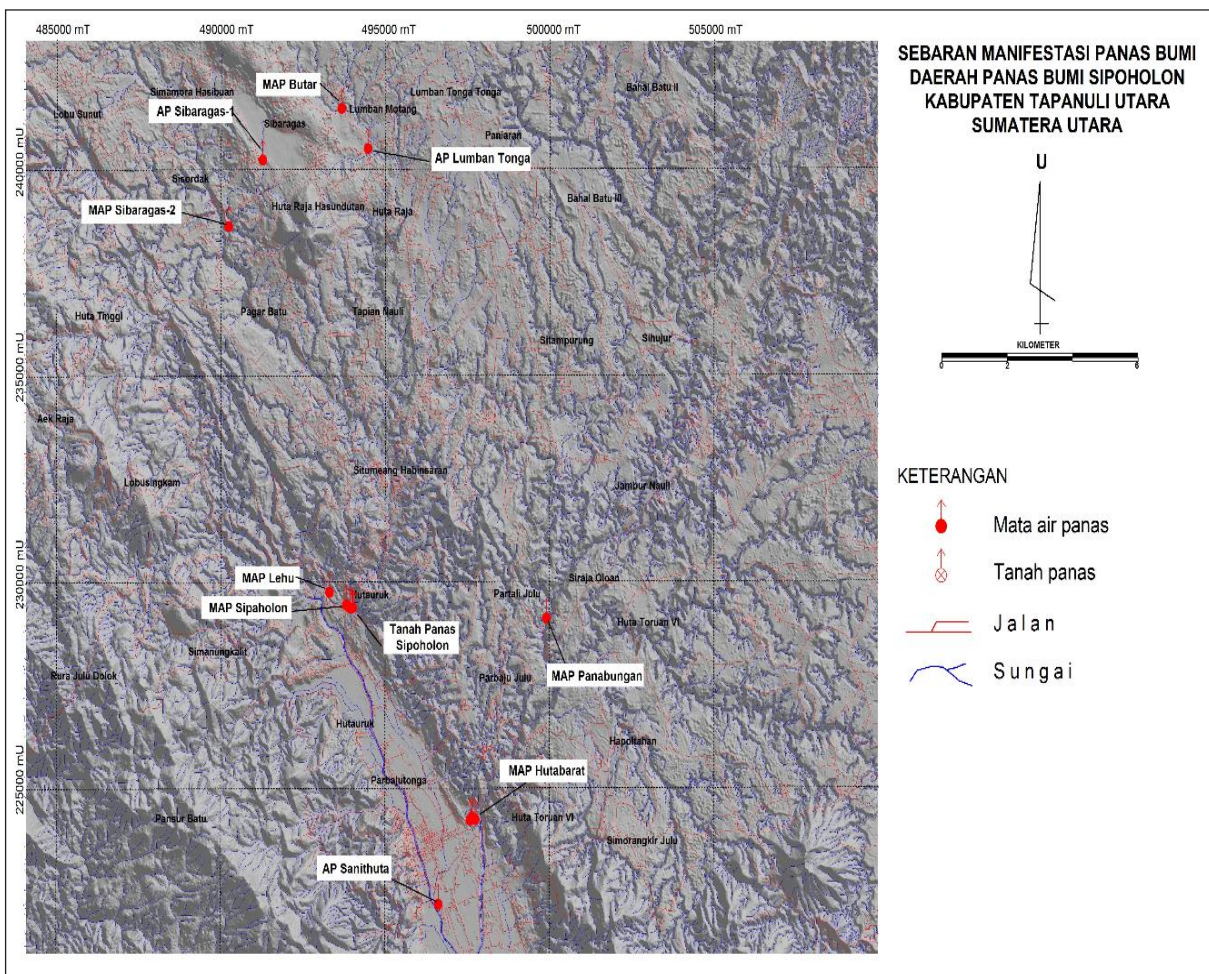 485000 mT
490000 mT
495000 mT
500000 mT
505000 mT
240000 mU
235000 mU
230000 mU
225000 mU
MAP Butar
AP Sibaragas-1
MAP Sibaragas-2
AP Lumban Tonga
Simamora Hasibuan
Lobu Sunut
Sibaragas
Lumban Motang
Lumban Tonga Tonga
Bahal Batu II
Paniaran
Sisordak
Huta Raja Hasundutan
Huta Raja
Bahal Batu III
Huta Tinggi
Pagar Batu
Tapian Nauli
Sitampurung
Sihujur
Aek Raja
Lobusingkam
Situmeang Habinsaran
Jambur Nauli
MAP Lehu
MAP Sipaholon
Hutauruk
Tanah Panas
Sipoholon
Siraja Oloan
Partali Julu
Huta Toruan VI
MAP Panabungan
Simanungkalit
Rura Julu Dolok
Parbaju Julu
Hutauruk
Hapoltahan
Parbajutonga
MAP Hutabarat
Pansur Batu
Huta Toruan VI
Simorangkir Julu
AP Sanithuta
SEBARAN MANIFESTASI PANAS BUMI
DAERAH PANAS BUMI SIPOHOLON
KABUPATEN TAPANULI UTARA
SUMATERA UTARA
U
KILOMETER
0 2 4 6
KETERANGAN
Mata air panas
Tanah panas
Jalan
Sungai